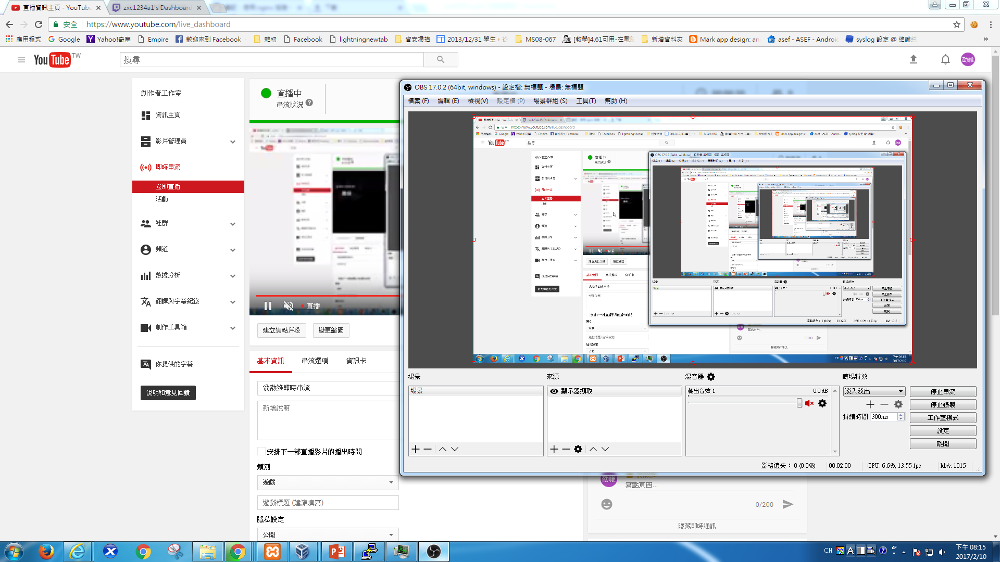 直播資訊主頁 - YouTube
zxc1234a1's Dashboard
安全
https://www.youtube.com/live_dashboard
應用程式
Google
Yahoo!奇摩
Empire
歡迎來到 Facebook
雜物
Facebook
lightningnewtab
資安掃描
2013/12/31 學生，從
MS08-067
[教學]4.61可用-在電腦
新增資料夾
Mark app design: an
asef - ASEF - Android
syslog 設定 @ 維護
YouTube TW
搜尋
劭維
創作者工作室
資訊主頁
影片管理員
即時串流
立即直播
活動
社群
頻道
數據分析
翻譯與字幕紀錄
創作工具箱
你提供的字幕
說明和意見回饋
直播中
串流狀況
直播
建立焦點片段
變更縮圖
基本資訊
串流選項
資訊卡
翁劭維即時串流
新增說明
安排下一部直播影片的播出時間
類別
遊戲
遊戲標題 (建議填寫)
隱私設定
公開
OBS 17.0.2 (64bit, windows) - 設定檔: 無標題 - 場景: 無標題
檔案 (F)
編輯 (E)
檢視(V)
設定檔 (P)
場景群組 (S)
工具(T)
幫助 (H)
場景
來源
混音器
轉場特效
場景
顯示器擷取
輸出音效 1
0.0 dB
淡入淡出
持續時間
300ms
停止串流
停止錄製
工作室模式
設定
離開
影格遺失： 0 (0.0%)
00:02:00
CPU: 6.6%, 13.55 fps
kb/s: 1015
劭維
寫點東西...
0/200
隱藏即時通訊
CH
下午 08:15
2017/2/10